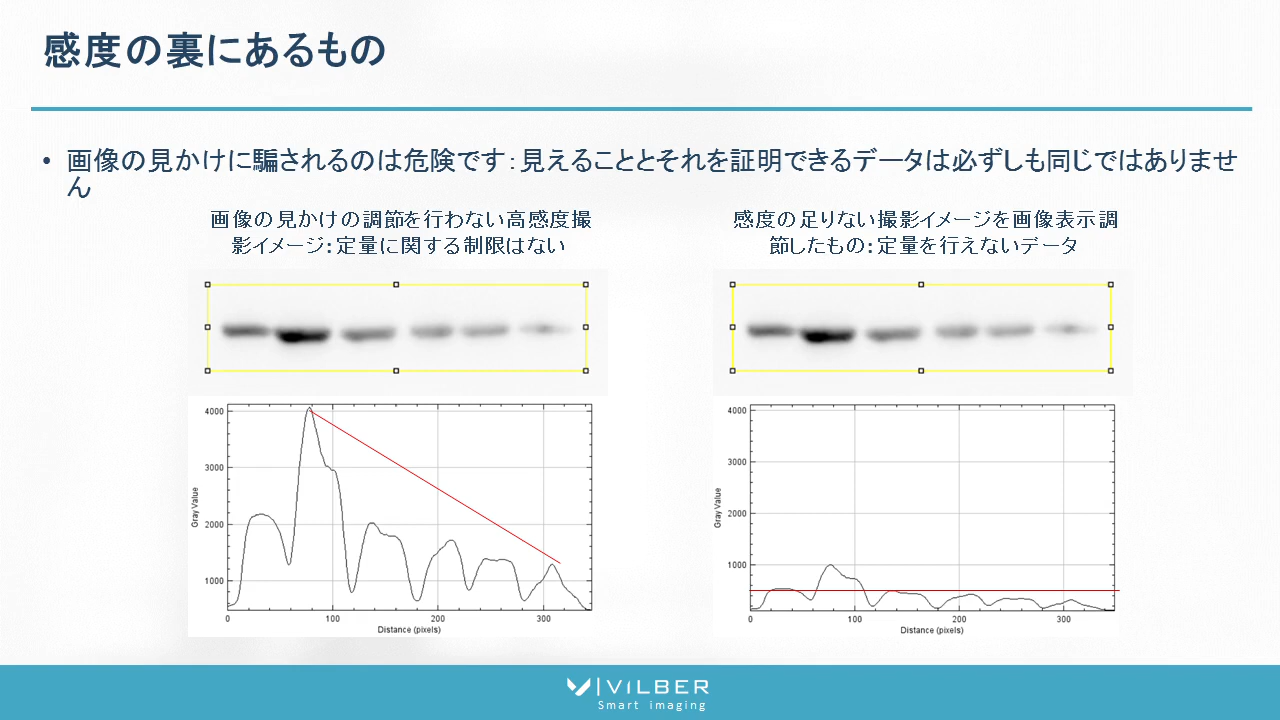 感度の裏にあるもの
• 画像の見かけに騙されるのは危険です：見えることとそれを証明できるデータは必ずしも同じではありませ
ん
画像の見かけの調節を行わない高感度撮
影イメージ：定量に関する制限はない
感度の足りない撮影イメージを画像表示調
節したもの：定量を行えないデータ
4000
3000
2000
1000
Gray Value
0 100 200 300
Distance (pixels)
4000
3000
2000
1000
Gray Value
0 100 200 300
Distance (pixels)
VILBER
Smart imaging